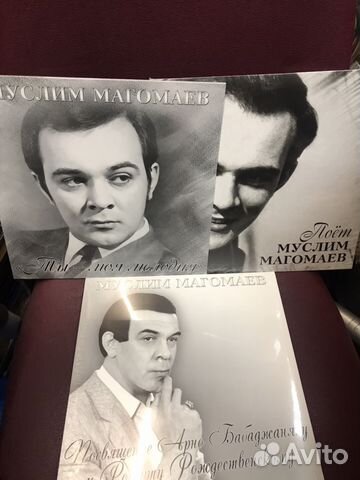 МУСЛИМ МАГОМАЕВ
Ты моя мелодия
Поёт
МУСЛИМ
МАГОМАЕВ
МУСЛИМ МАГОМАЕВ
Посвящение Арно Бабаджаняну
и Роберту Рождественскому
Avito